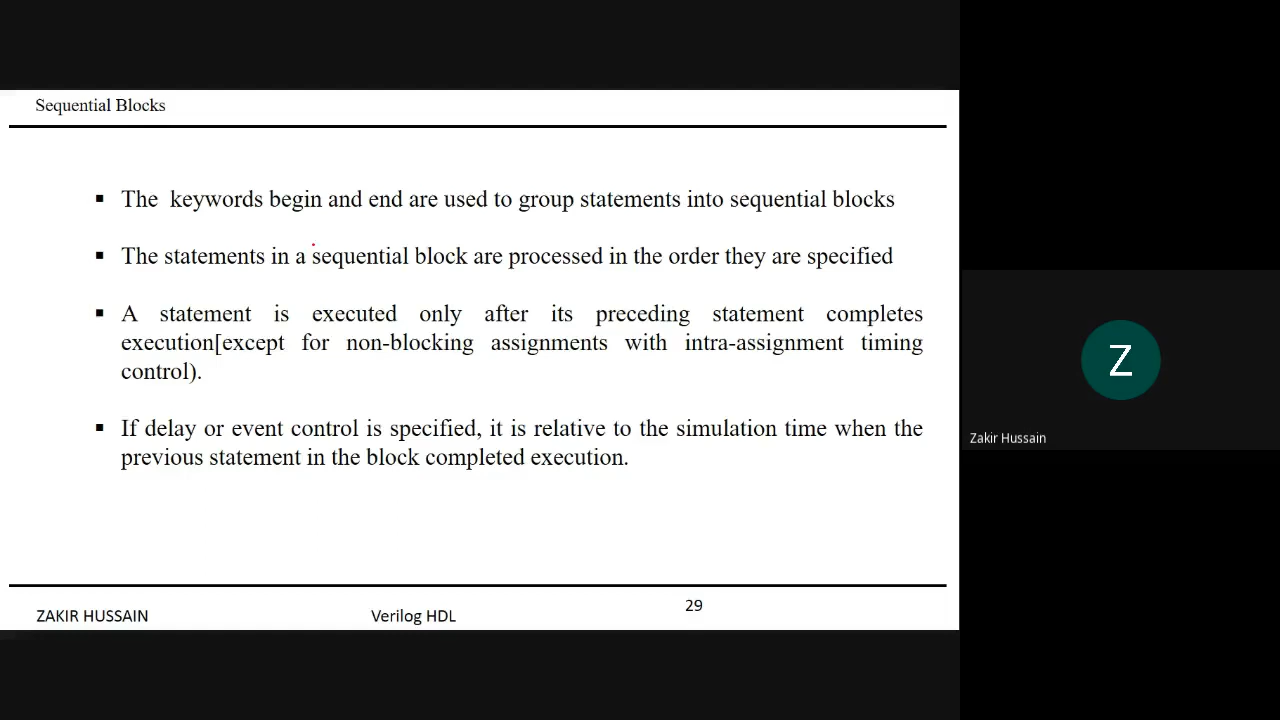 Sequential Blocks
▪ The keywords begin and end are used to group statements into sequential blocks
▪ The statements in a sequential block are processed in the order they are specified
▪ A statement is executed only after its preceding statement completes
execution[except for non-blocking assignments with intra-assignment timing
control).
▪ If delay or event control is specified, it is relative to the simulation time when the
previous statement in the block completed execution.
ZAKIR HUSSAIN
Verilog HDL
29
Z
Zakir Hussain